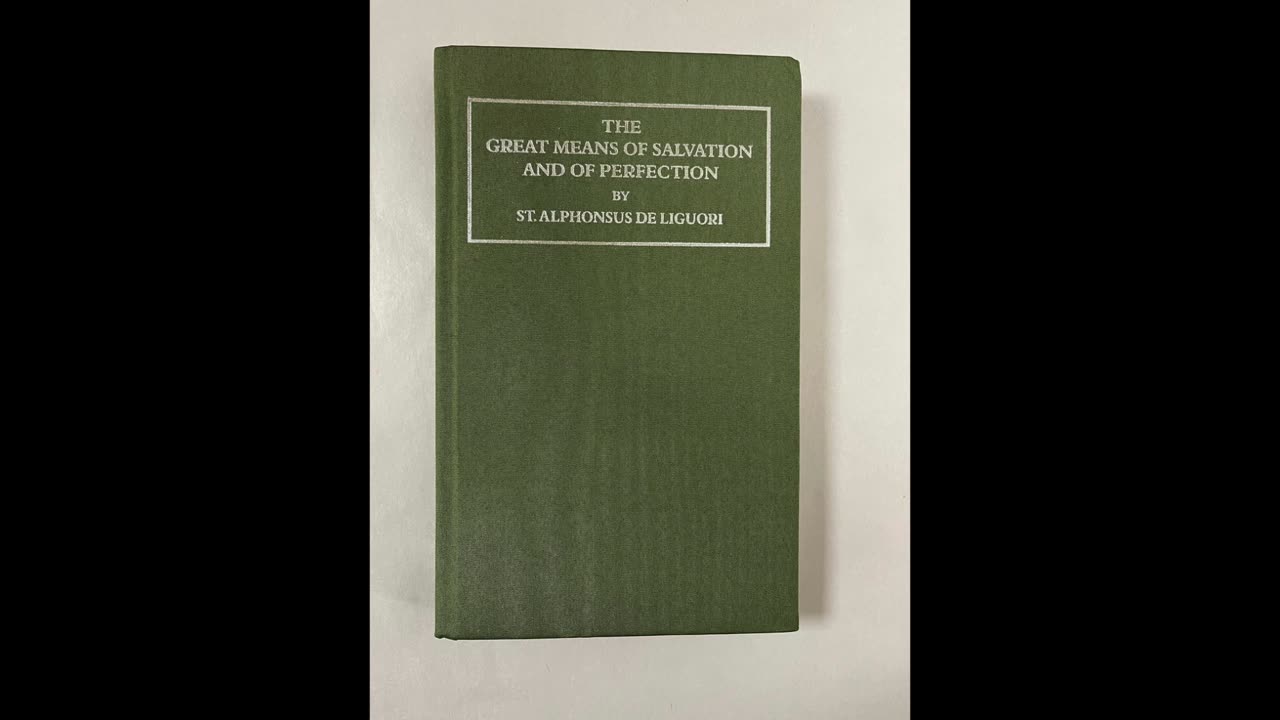 THE
GREAT MEANS OF SALVATION
AND OF PERFECTION
BY
ST. ALPHONSUS DE LIGUORI